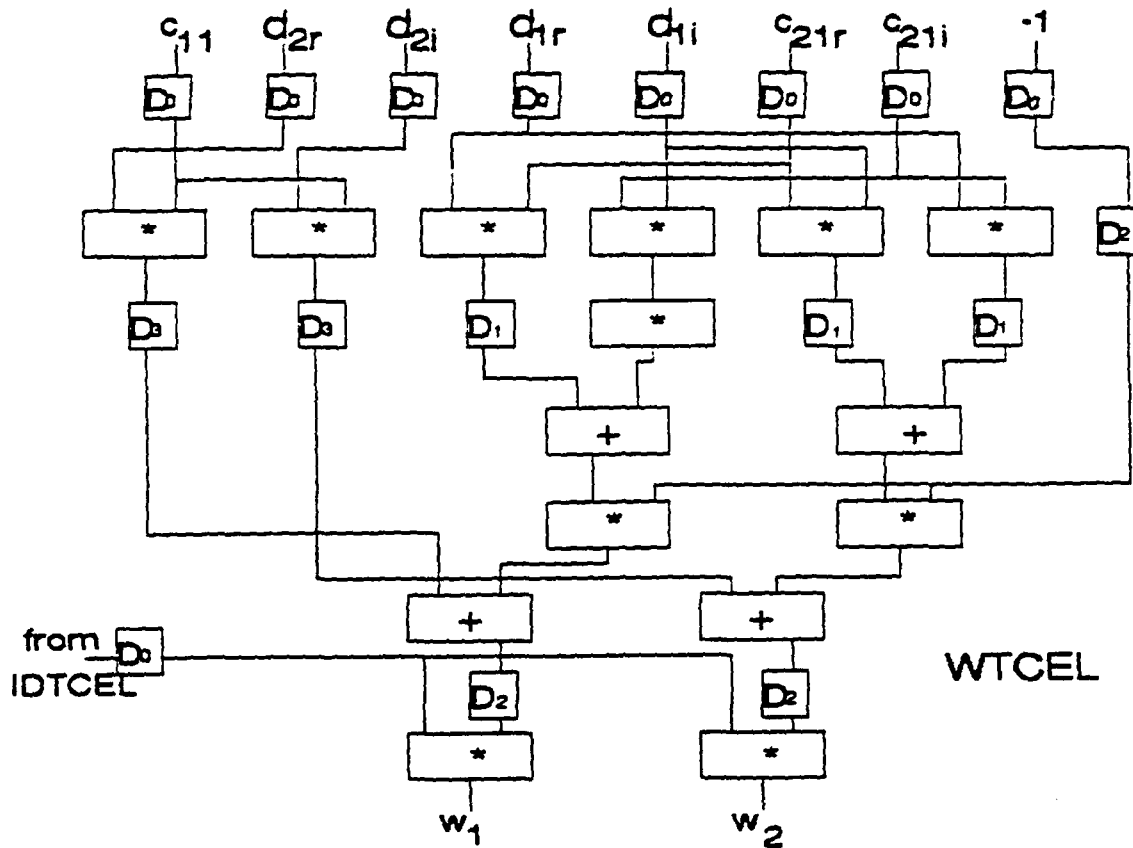 c11 d2r d2i d1r d1i c21r c21i -1
D0 D0 D0 D0 D0 D0 D0 D0
* * * * * * D2
D3 D3 D1 * D1 D1
+ +
* *
+ +
from D0
IDTCEL
WTCEL
D2 D2
* *
w1 w2